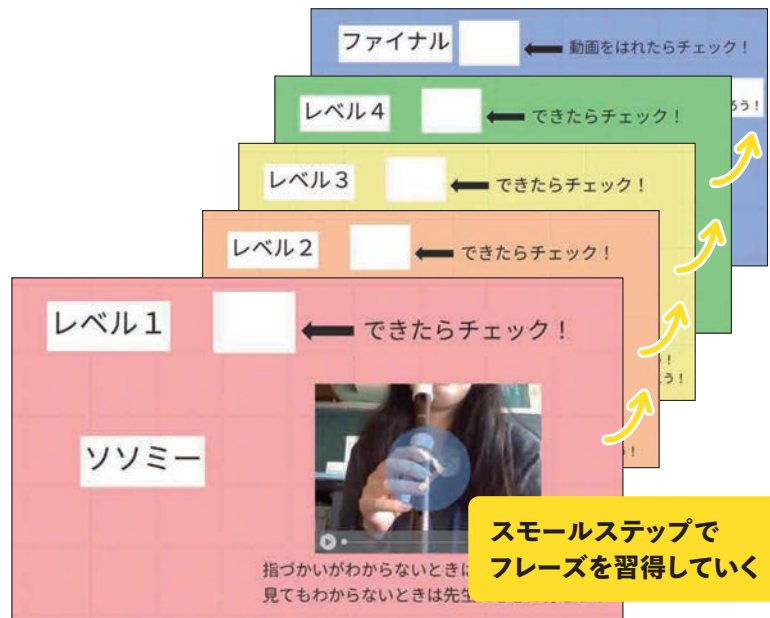 ファイナル
動画をはれたらチェック！
ろう！
レベル４
できたらチェック！
レベル３
できたらチェック！
レベル２
できたらチェック！
う！
レベル１
できたらチェック！
ソソミー
！
指づかいがわからないときは
見てもわからないときは先生
スモールステップで
フレーズを習得していく